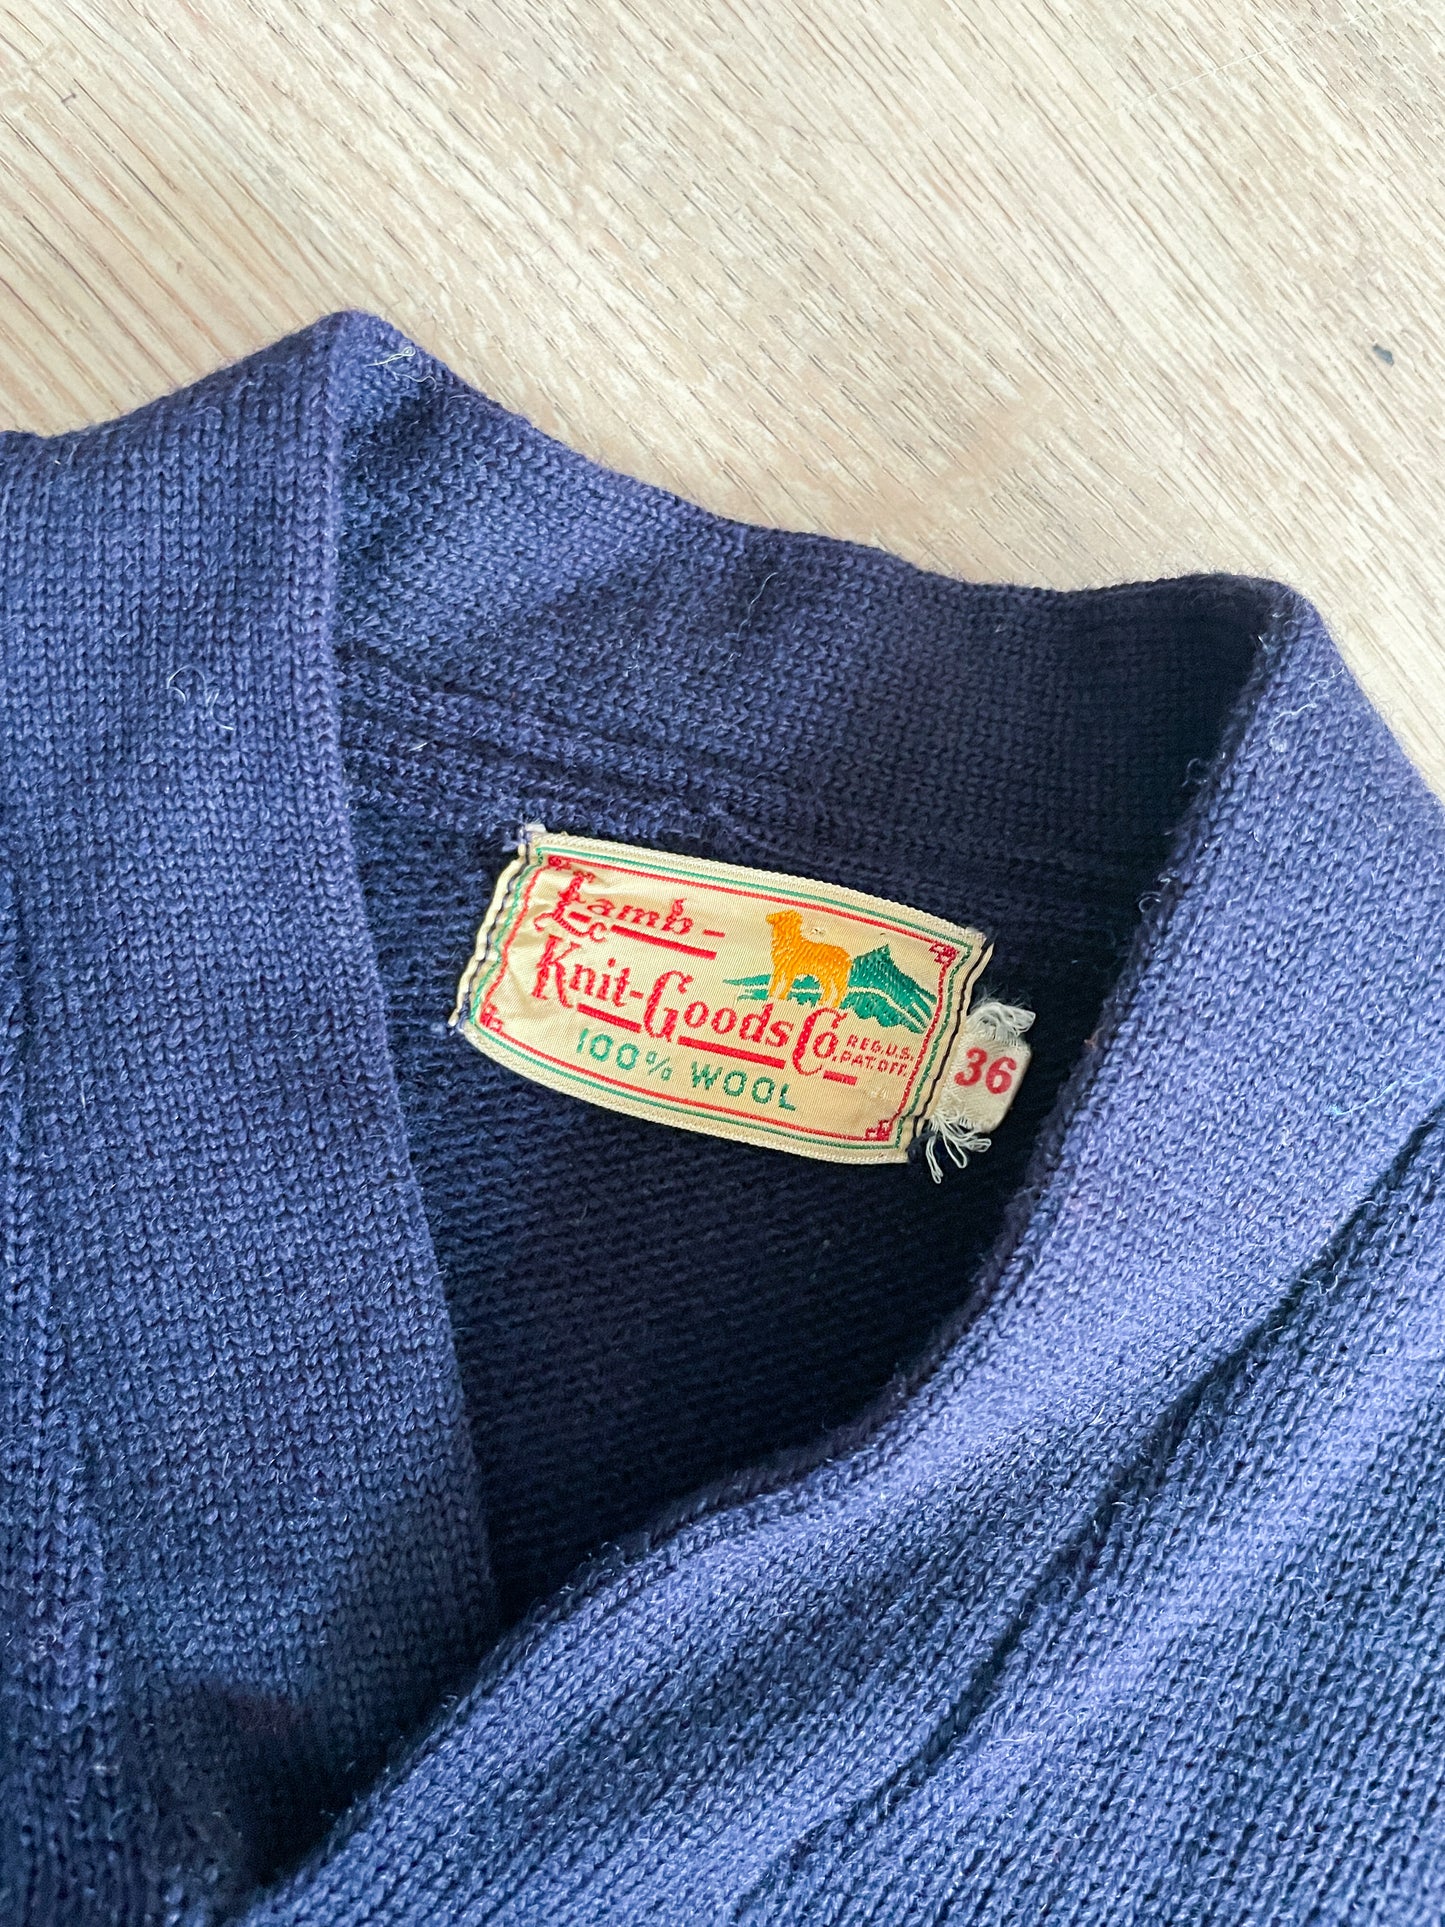 Lamb-
Knit-Goods Co.
REG. U.S.
PAT. OFF.
100% WOOL
36